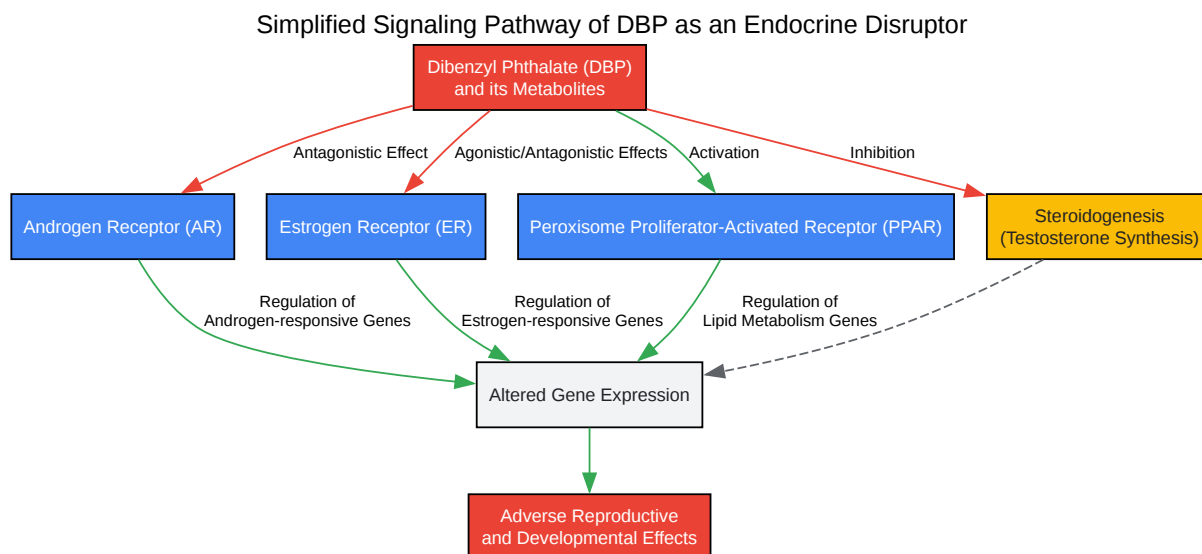 Simplified Signaling Pathway of DBP as an Endocrine Disruptor
Dibenzyl Phthalate (DBP)
and its Metabolites
Antagonistic Effect
Agonistic/Antagonistic Effects
Activation
Inhibition
Androgen Receptor (AR)
Estrogen Receptor (ER)
Peroxisome Proliferator-Activated Receptor (PPAR)
Steroidogenesis
(Testosterone Synthesis)
Regulation of
Androgen-responsive Genes
Regulation of
Estrogen-responsive Genes
Regulation of
Lipid Metabolism Genes
Altered Gene Expression
Adverse Reproductive
and Developmental Effects